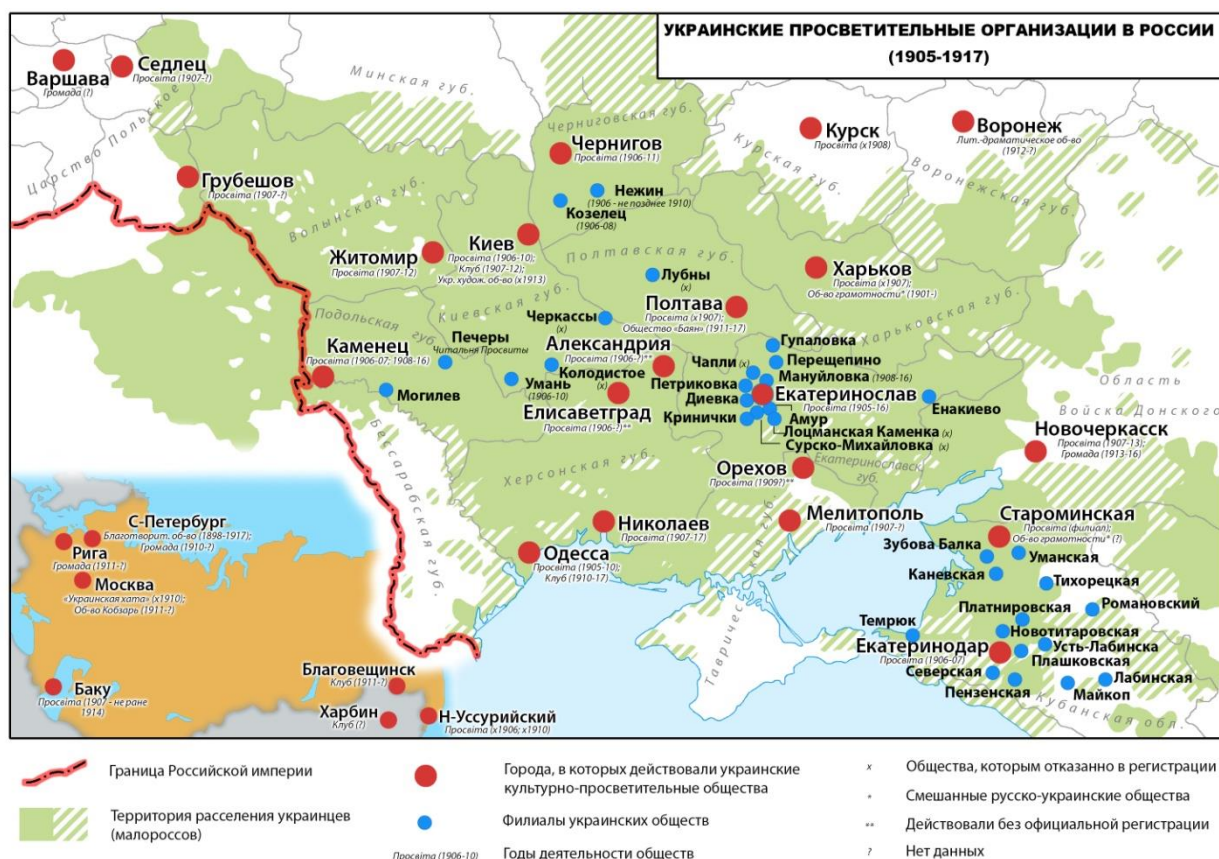 УКРАИНСКИЕ ПРОСВЕТИТЕЛЬНЫЕ ОРГАНИЗАЦИИ В РОССИИ
(1905-1917)
Варшава
Громада (?)
Седлец
Просвіта (1907-?)
Царство Польское
Минская губ.
Грубешов
Просвіта (1907-?)
Волынская губ.
Черниговская губ.
Чернигов
Просвіта (1906-11)
Нежин
(1906 - не позднее 1910)
Козелец
(1906-08)
Курск
Просвіта (х1908)
Курская губ.
Воронеж
Лит.-драматическое об-во
(1912-?)
Воронежская губ.
Житомир
Просвіта (1907-12)
Киев
Просвіта (1906-10);
Клуб (1907-12);
Укр. худож. об-во (х1913)
Полтавская губ.
Лубны
(х)
Харьков
Просвіта (х1907);
Об-во грамотности* (1901-)
Харьковская губ.
Полтава
Просвіта (х1907);
Общество «Баян» (1911-17)
Киевская губ.
Подольская губ.
Черкассы
(х)
Печеры
Читальня Просвиты
Каменец
Просвіта (1906-07; 1908-16)
Могилев
Умань
(1906-10)
Колодистое
(х)
Александрия
Просвіта (1906-?)**
Елисаветград
Просвіта (1906-?)**
Гупаловка
Перещепино
Чапли (х)
Мануйловка (1908-16)
Петриковка
Диевка
Екатеринослав
Просвіта (1905-16)
Кринички
Амур
Лоцманская Каменка (х)
Сурско-Михайловка (х)
Енакиево
Область
Войска Донского
Новочеркасск
Просвіта (1907-13);
Громада (1913-16)
Екатеринославск
губ.
Орехов
Просвіта (1909?)**
Херсонская губ.
Бессарабская губ.
Николаев
Просвіта (1907-17)
Мелитополь
Просвіта (1907-?)
Одесса
Просвіта (1905-10);
Клуб (1910-17)
Таврическ
губ.
Староминская
Просвіта (филиал);
Об-во грамотности* (?)
Зубова Балка
Уманская
Каневская
Тихорецкая
Платнировская
Романовский
Темрюк
Новотитаровская
Екатеринодар
Просвіта (1906-07)
Усть-Лабинска
Плашковская
Северская
Пензенская
Майкоп
Лабинская
Кубанская обл.
С-Петербург
Благотворит. об-во (1898-1917);
Громада (1910-?)
Рига
Громада (1911-?)
Москва
«Украинская хата» (х1910);
Об-во Кобзарь (1911-?)
Баку
Просвіта (1907 - не ране
1914)
Благовещинск
Клуб (1911-?)
Харбин
Клуб (?)
Н-Уссурийский
Просвіта (х1906; х1910)
Граница Российской империи
Территория расселения украинцев
(малороссов)
Города, в которых действовали украинские
культурно-просветительные общества
Филиалы украинских обществ
Просвіта (1906-10) Годы деятельности обществ
х Общества, которым отказанно в регистрации
* Смешанные русско-украинские общества
** Действовали без официальной регистрации
? Нет данных